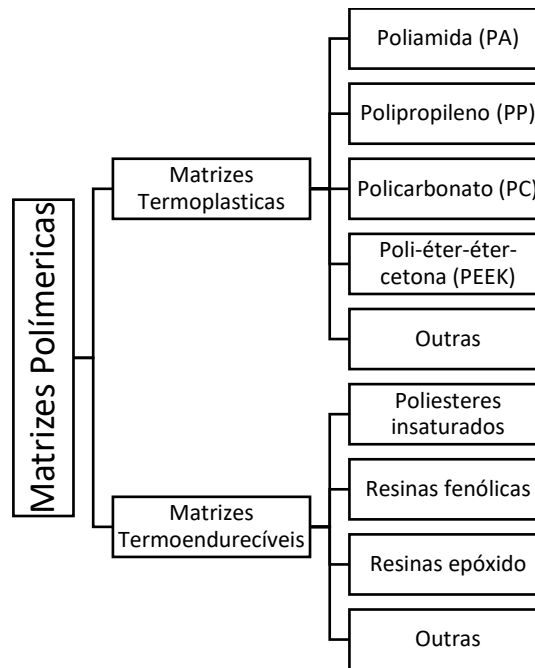 Matrizes Polímericas
Matrizes
Termoplasticas
Poliamida (PA)
Polipropileno (PP)
Policarbonato (PC)
Poli-éter-éter-
cetona (PEEK)
Outras
Matrizes
Termoendurecíveis
Poliesteres
insaturados
Resinas fenólicas
Resinas epóxido
Outras